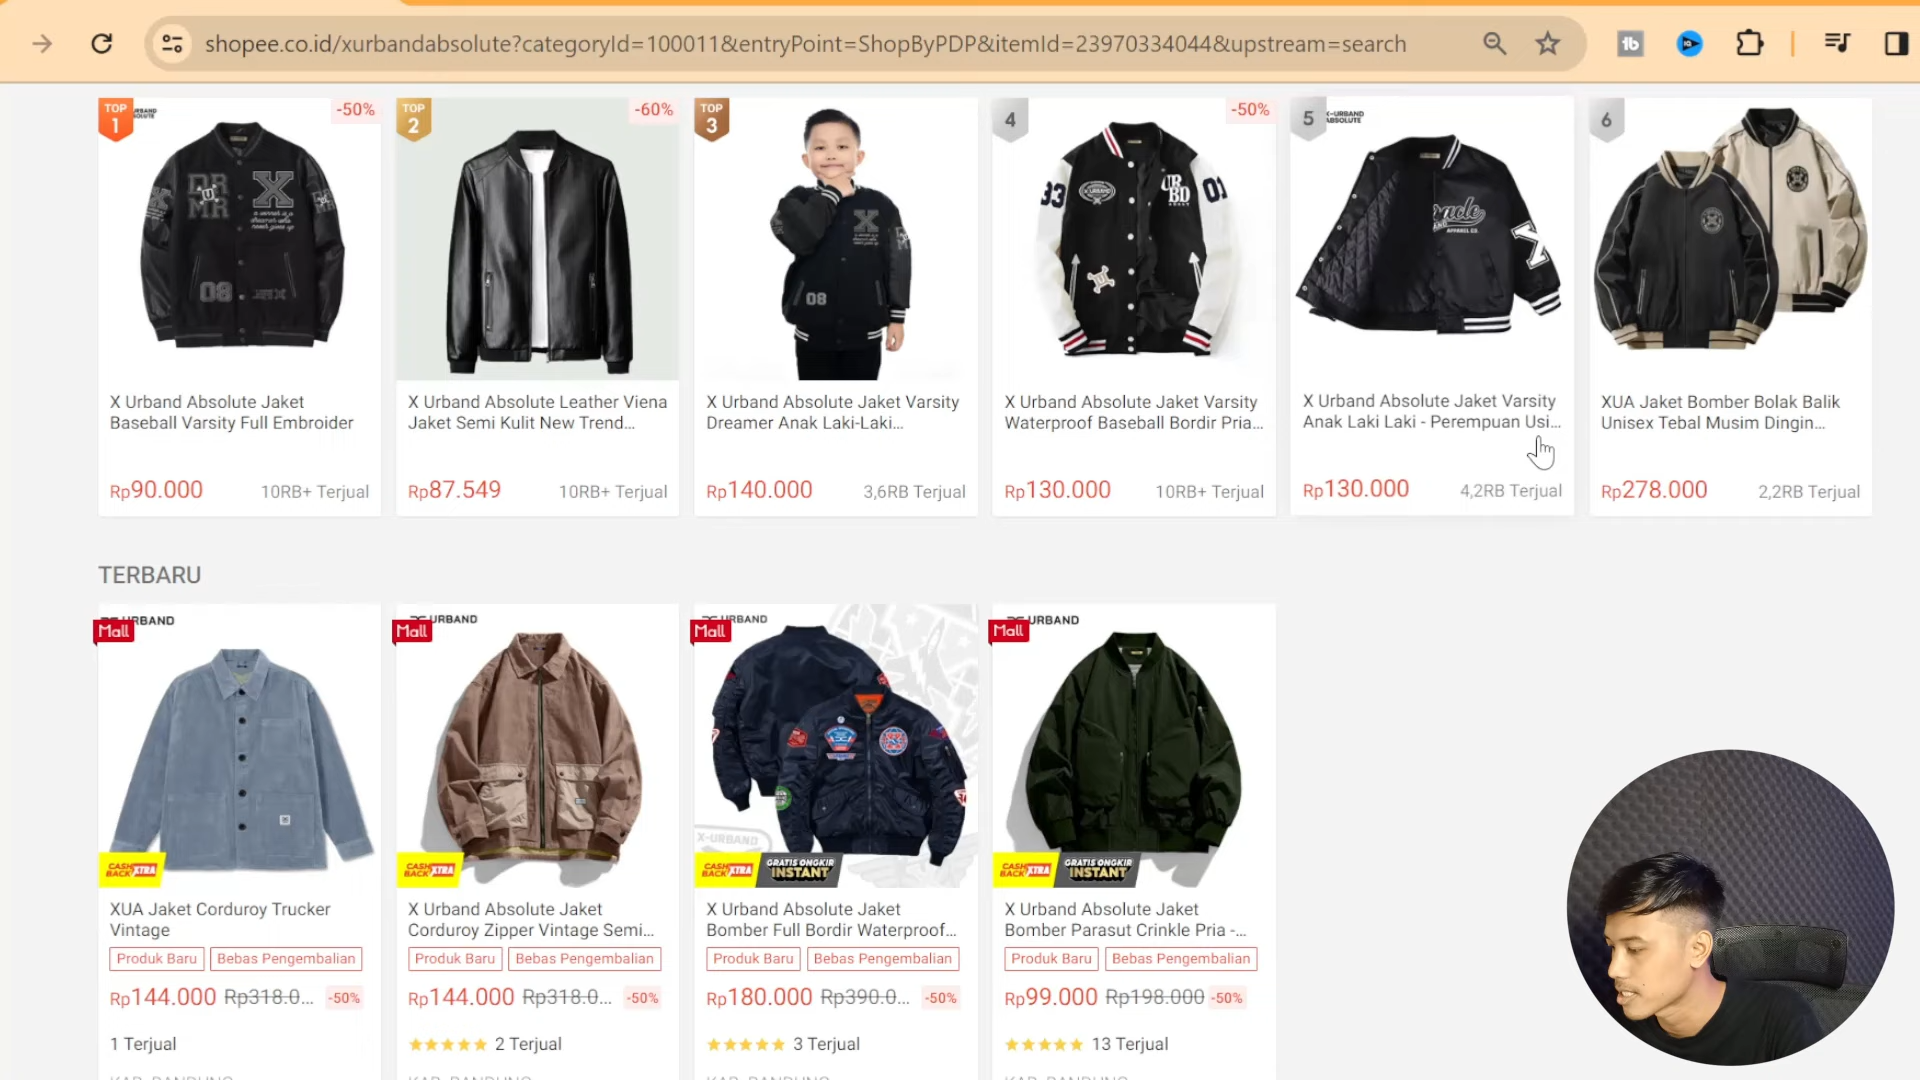 shopee.co.id/xurbandabsolute?categoryId=100011&entryPoint=ShopByPDP&itemId=23970334044&upstream=search
TOP
1
-50%
TOP
2
-60%
TOP
3
4
-50%
5
X-URBAND
ABSOLUTE
6
DR
MR
X
08
X
08
93
UR
BD
01
X
X Urband Absolute Jaket
Baseball Varsity Full Embroider
Rp90.000
10RB+ Terjual
X Urband Absolute Leather Viena
Jaket Semi Kulit New Trend...
Rp87.549
10RB+ Terjual
X Urband Absolute Jaket Varsity
Dreamer Anak Laki-Laki...
Rp140.000
3,6RB Terjual
X Urband Absolute Jaket Varsity
Waterproof Baseball Bordir Pria...
Rp130.000
10RB+ Terjual
X Urband Absolute Jaket Varsity
Anak Laki Laki - Perempuan Usi...
Rp130.000
4,2RB Terjual
XUA Jaket Bomber Bolak Balik
Unisex Tebal Musim Dingin...
Rp278.000
2,2RB Terjual
TERBARU
Mall
Mall
Mall
Mall
X-URBAND
CASH
BACK XTRA
CASH
BACK XTRA
CASH
BACK XTRA
GRATIS ONGKIR
INSTANT
CASH
BACK XTRA
GRATIS ONGKIR
INSTANT
XUA Jaket Corduroy Trucker
Vintage
Produk Baru
Bebas Pengembalian
Rp144.000 Rp318.0... -50%
1 Terjual
KAB. BANDUNG
X Urband Absolute Jaket
Corduroy Zipper Vintage Semi...
Produk Baru
Bebas Pengembalian
Rp144.000 Rp318.0... -50%
2 Terjual
KAB. BANDUNG
X Urband Absolute Jaket
Bomber Full Bordir Waterproof...
Produk Baru
Bebas Pengembalian
Rp180.000 Rp390.0... -50%
3 Terjual
KAB. BANDUNG
X Urband Absolute Jaket
Bomber Parasut Crinkle Pria -...
Produk Baru
Bebas Pengembalian
Rp99.000 Rp198.000 -50%
13 Terjual
KAB. BANDUNG